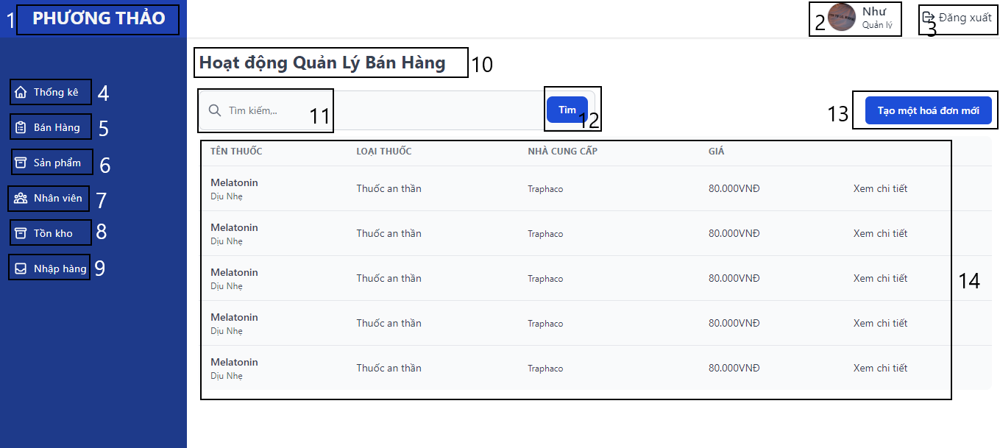 1 PHƯƠNG THẢO
2 Như
Quản lý
3 Đăng xuất
Hoạt động Quản Lý Bán Hàng 10
Thống kê 4
Bán Hàng 5
Sản phẩm 6
Nhân viên 7
Tồn kho 8
Nhập hàng 9
Tìm kiếm,.. 11
Tìm 12
13 Tạo một hoá đơn mới
TÊN THUỐC LOẠI THUỐC NHÀ CUNG CẤP GIÁ
Melatonin
Dịu Nhẹ
Thuốc an thần Traphaco 80.000VNĐ Xem chi tiết
Melatonin
Dịu Nhẹ
Thuốc an thần Traphaco 80.000VNĐ Xem chi tiết
Melatonin
Dịu Nhẹ
Thuốc an thần Traphaco 80.000VNĐ Xem chi tiết
14
Melatonin
Dịu Nhẹ
Thuốc an thần Traphaco 80.000VNĐ Xem chi tiết
Melatonin
Dịu Nhẹ
Thuốc an thần Traphaco 80.000VNĐ Xem chi tiết